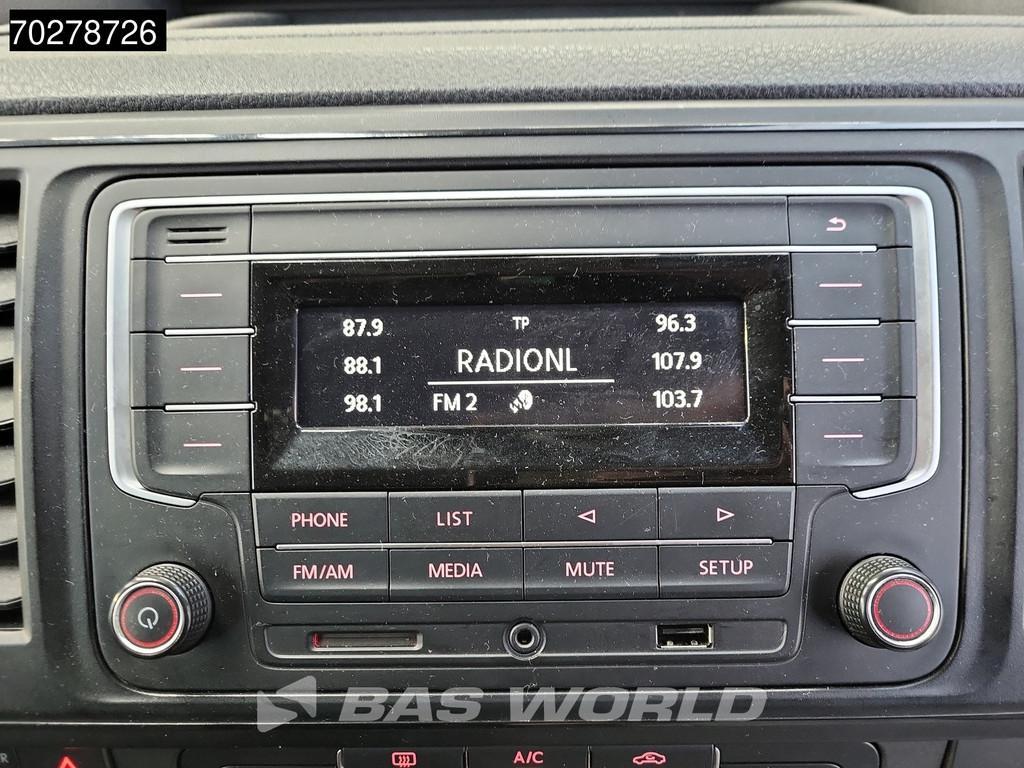 70278726
87.9 TP 96.3
88.1 RADIONL 107.9
98.1 FM 2 103.7
PHONE LIST
FM/AM MEDIA MUTE SETUP
BAS WORLD
A/C